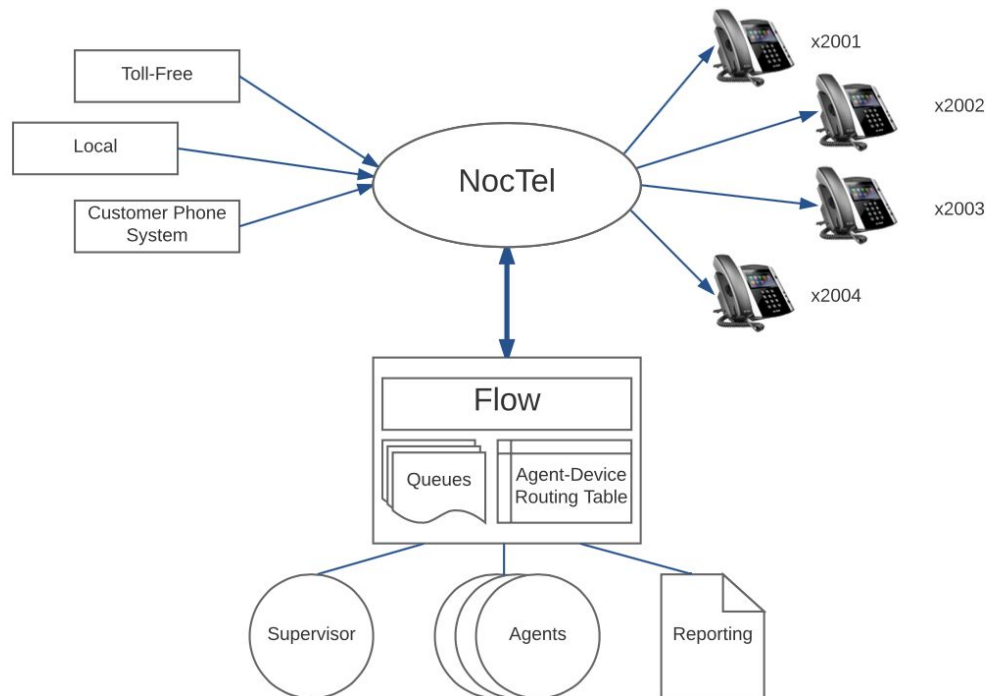 Toll-Free
Local
Customer Phone
System
NocTel
x2001
x2002
x2003
x2004
Flow
Queues
Agent-Device
Routing Table
Supervisor
Agents
Reporting